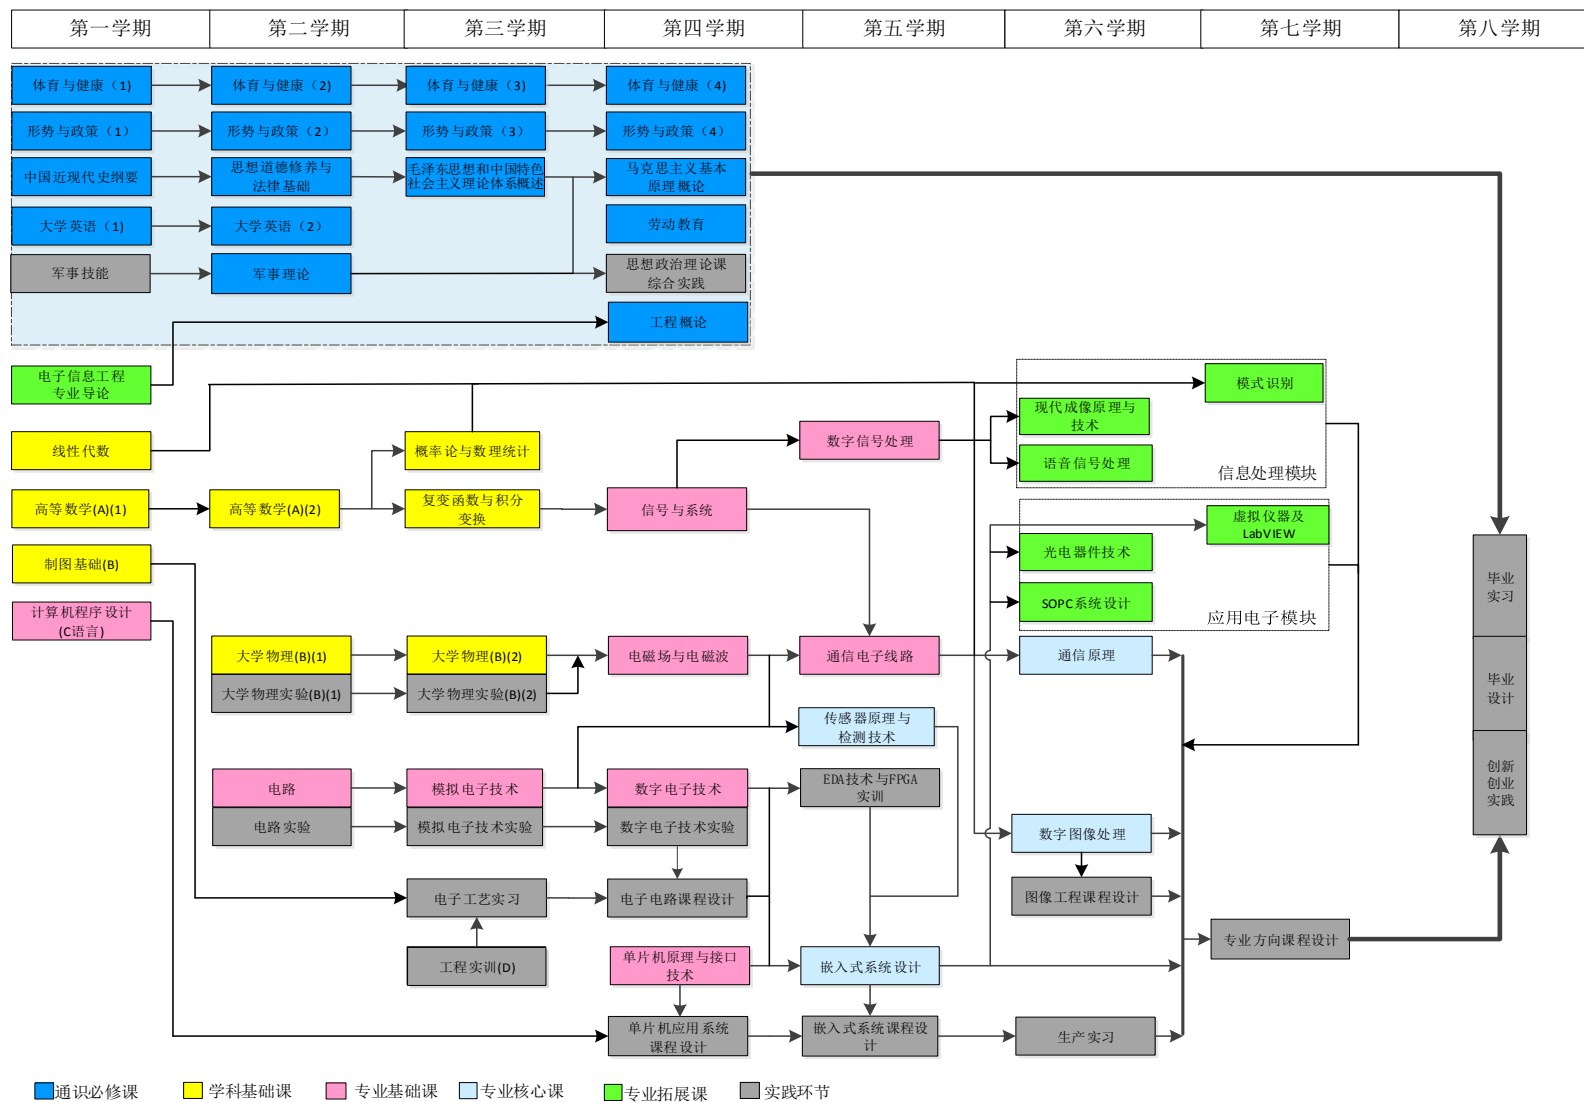 第一学期
第二学期
第三学期
第四学期
第五学期
第六学期
第七学期
第八学期
体育与健康（1)
体育与健康（2)
体育与健康（3)
体育与健康（4)
形势与政策（1）
形势与政策（2）
形势与政策（3）
形势与政策（4）
中国近现代史纲要
思想道德修养与
法律基础
毛泽东思想和中国特色
社会主义理论体系概述
马克思主义基本
原理概论
大学英语（1)
大学英语（2）
劳动教育
军事技能
军事理论
思想政治理论课
综合实践
工程概论
电子信息工程
专业导论
模式识别
现代成像原理与
技术
线性代数
概率论与数理统计
数字信号处理
语音信号处理
信息处理模块
高等数学(A)(1)
高等数学(A)(2)
复变函数与积分
变换
信号与系统
虚拟仪器及
LabVIEW
制图基础(B)
光电器件技术
毕业
实习
计算机程序设计
(C语言)
SOPC系统设计
应用电子模块
大学物理(B)(1)
大学物理(B)(2)
电磁场与电磁波
通信电子线路
通信原理
大学物理实验(B)(1)
大学物理实验(B)(2)
毕业
设计
传感器原理与
检测技术
电路
模拟电子技术
数字电子技术
EDA技术与FPGA
实训
创新
创业
实践
电路实验
模拟电子技术实验
数字电子技术实验
数字图像处理
电子工艺实习
电子电路课程设计
图像工程课程设计
专业方向课程设计
工程实训(D)
单片机原理与接口
技术
嵌入式系统设计
单片机应用系统
课程设计
嵌入式系统课程设
计
生产实习
通识必修课
学科基础课
专业基础课
专业核心课
专业拓展课
实践环节